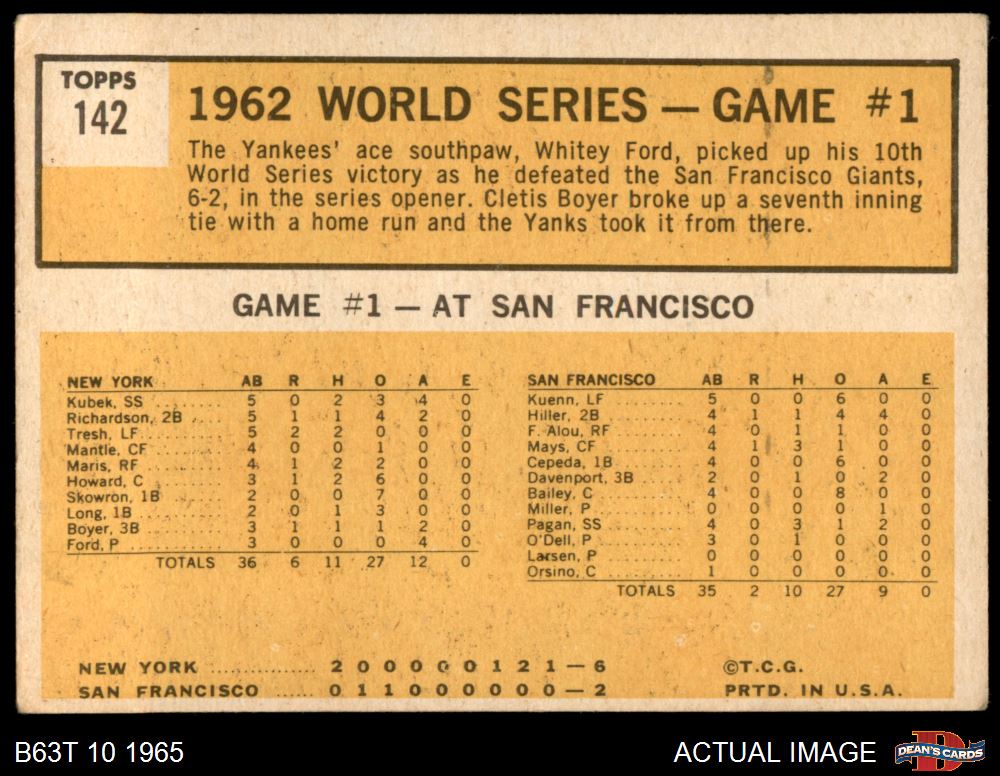 TOPPS
142
1962 WORLD SERIES — GAME #1
The Yankees' ace southpaw, Whitey Ford, picked up his 10th
World Series victory as he defeated the San Francisco Giants,
6-2, in the series opener. Cletis Boyer broke up a seventh inning
tie with a home run and the Yanks took it from there.
GAME #1 — AT SAN FRANCISCO
NEW YORK AB R H O A E
Kubek, SS ........ 5 0 2 3 4 0
Richardson, 2B ..... 5 1 1 4 2 0
Tresh, LF ........ 5 2 2 0 0 0
Mantle, CF ........ 4 0 0 1 0 0
Maris, RF ........ 4 1 2 2 0 0
Howard, C ........ 3 1 2 6 0 0
Skowron, 1B ........ 2 0 0 7 0 0
Long, 1B ........ 2 0 1 3 0 0
Boyer, 3B ........ 3 1 1 1 2 0
Ford, P ........ 3 0 0 0 4 0
TOTALS 36 6 11 27 12 0
SAN FRANCISCO AB R H O A E
Kuenn, LF ........ 5 0 0 6 0 0
Hiller, 2B ........ 4 1 1 4 4 0
F. Alou, RF ........ 4 0 1 1 0 0
Mays, CF ........ 4 1 3 1 0 0
Cepeda, 1B ........ 4 0 0 6 0 0
Davenport, 3B ...... 2 0 1 0 2 0
Bailey, C ........ 4 0 0 8 0 0
Miller, P ........ 0 0 0 0 1 0
Pagan, SS ........ 4 0 3 1 2 0
O'Dell, P ........ 3 0 1 0 0 0
Larsen, P ........ 0 0 0 0 0 0
Orsino, C ........ 1 0 0 0 0 0
TOTALS 35 2 10 27 9 0
NEW YORK ............ 2 0 0 0 0 0 1 2 1 — 6
SAN FRANCISCO ...... 0 1 1 0 0 0 0 0 0 — 2
©T.C.G.
PRTD. IN U.S.A.
B63T 10 1965
ACTUAL IMAGE
DEAN'S CARDS